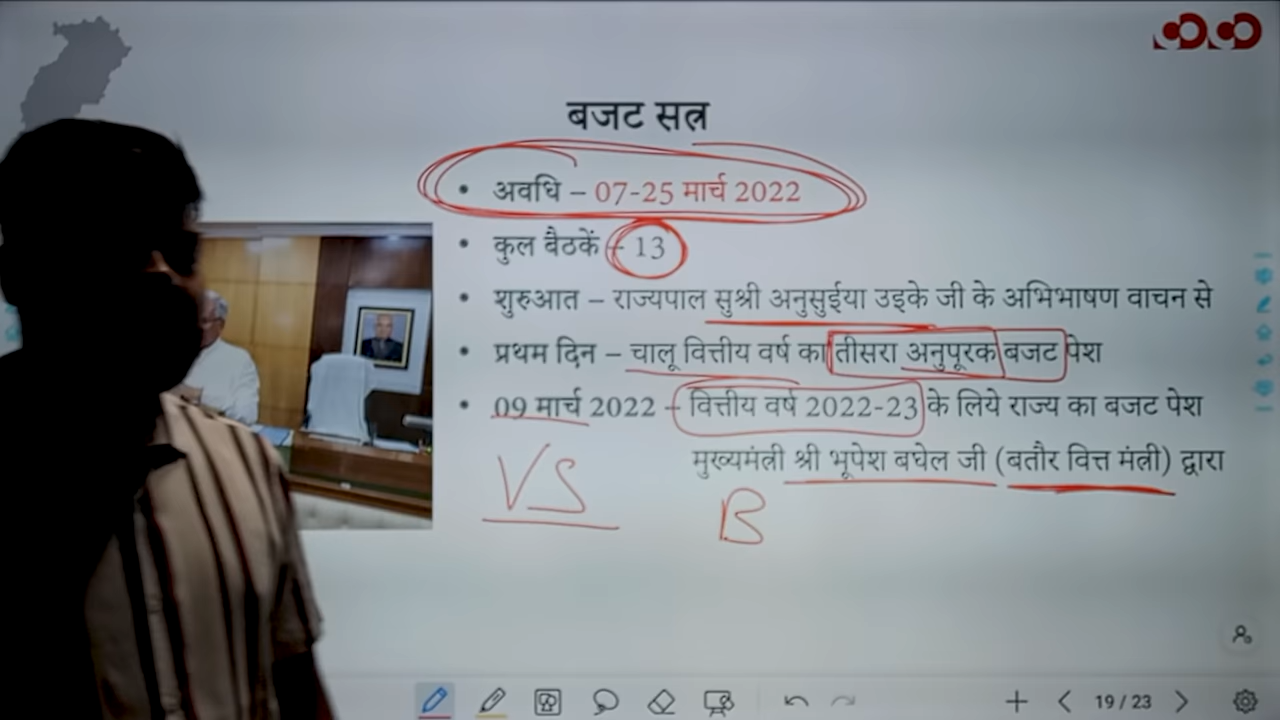 बजट सत्र
• अवधि – 07-25 मार्च 2022
• कुल बैठकें – 13
• शुरुआत – राज्यपाल सुश्री अनुसुईया उइके जी के अभिभाषण वाचन से
• प्रथम दिन – चालू वित्तीय वर्ष का तीसरा अनुपूरक बजट पेश
• 09 मार्च 2022 – वित्तीय वर्ष 2022-23 के लिये राज्य का बजट पेश
मुख्यमंत्री श्री भूपेश बघेल जी (बतौर वित्त मंत्री) द्वारा
VS B
19 / 23